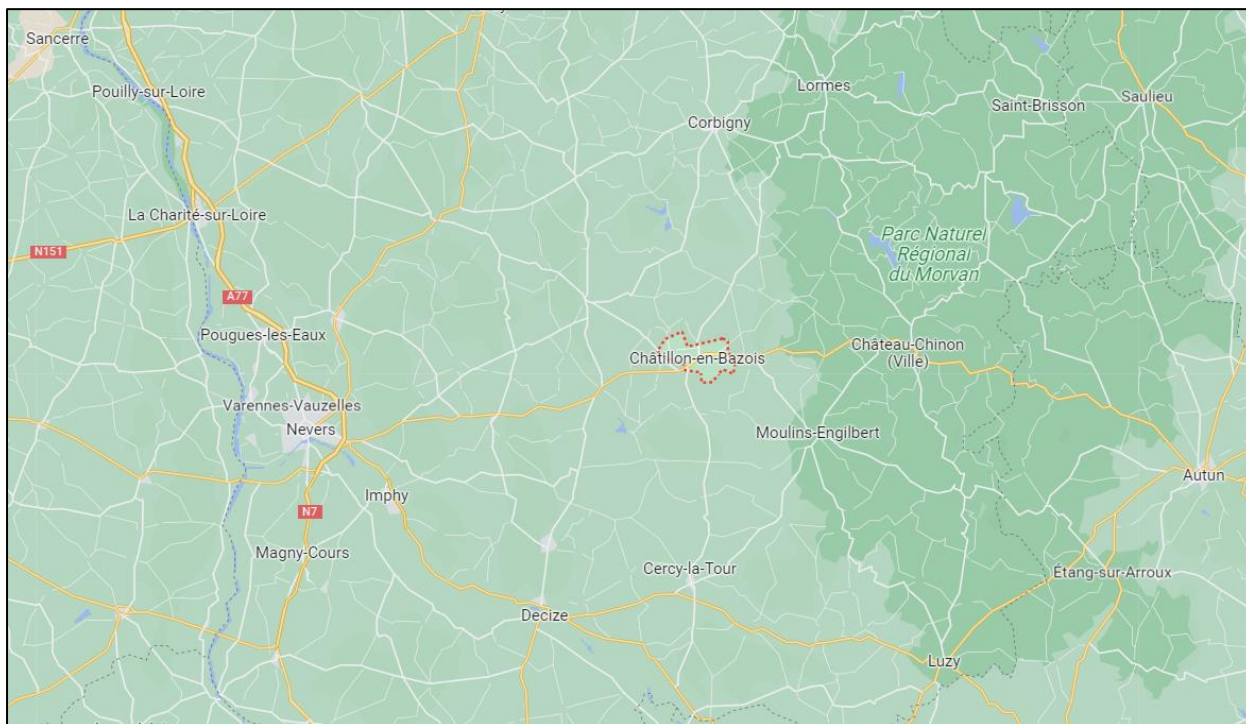 Sancerre
Pouilly-sur-Loire
Lormes
Saint-Brisson
Saulieu
Corbigny
La Charité-sur-Loire
N151
Parc Naturel
Régional
du Morvan
A77
Pougues-les-Eaux
Châtillon-en-Bazois
Château-Chinon
(Ville)
Varennes-Vauzelles
Nevers
Moulins-Engilbert
Autun
Imphy
N7
Magny-Cours
Cercy-la-Tour
Étang-sur-Arroux
Decize
Luzy